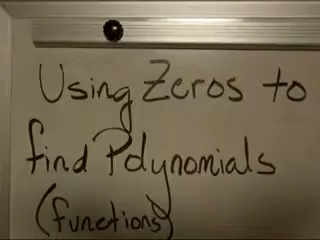 Using Zeros to
find Polynomials
(functions)